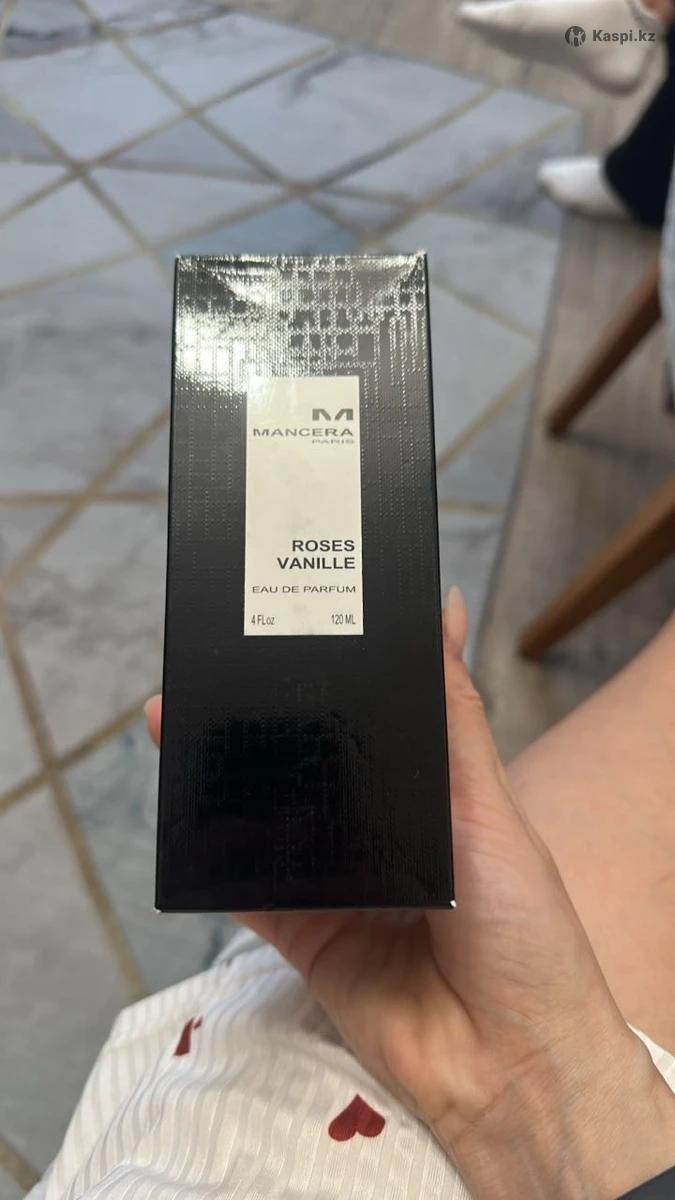 Kaspi.kz
MANCERA
PARIS
ROSES
VANILLE
EAU DE PARFUM
4 FLoz 120 ML